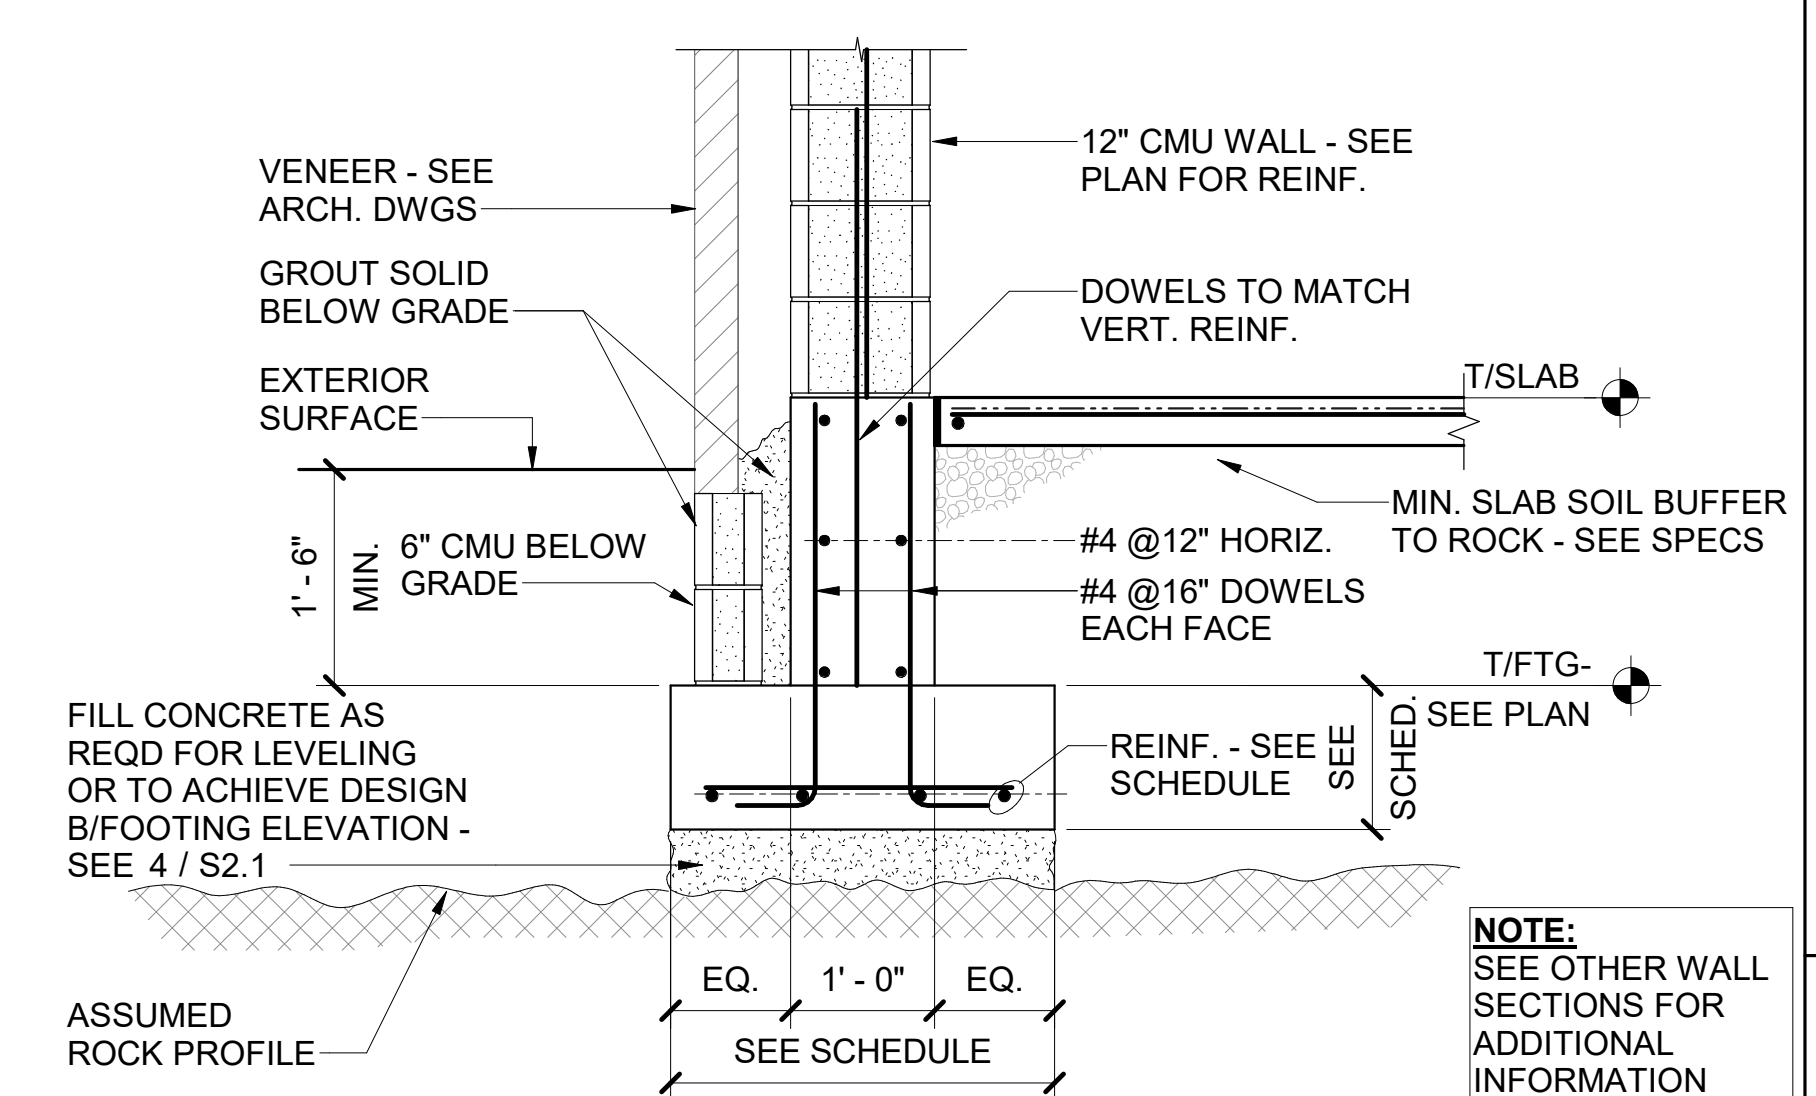 12" CMU WALL - SEE
PLAN FOR REINF.
VENEER - SEE
ARCH. DWGS
GROUT SOLID
BELOW GRADE
DOWELS TO MATCH
VERT. REINF.
EXTERIOR
SURFACE
T/SLAB
MIN. SLAB SOIL BUFFER
TO ROCK - SEE SPECS
1' - 6"
MIN.
6" CMU BELOW
GRADE
#4 @12" HORIZ.
#4 @16" DOWELS
EACH FACE
T/FTG-
SEE PLAN
FILL CONCRETE AS
REQD FOR LEVELING
OR TO ACHIEVE DESIGN
B/FOOTING ELEVATION -
SEE 4 / S2.1
REINF. - SEE
SCHEDULE
SEE
SCHED.
ASSUMED
ROCK PROFILE
EQ.
1' - 0"
EQ.
SEE SCHEDULE
NOTE:
SEE OTHER WALL
SECTIONS FOR
ADDITIONAL
INFORMATION